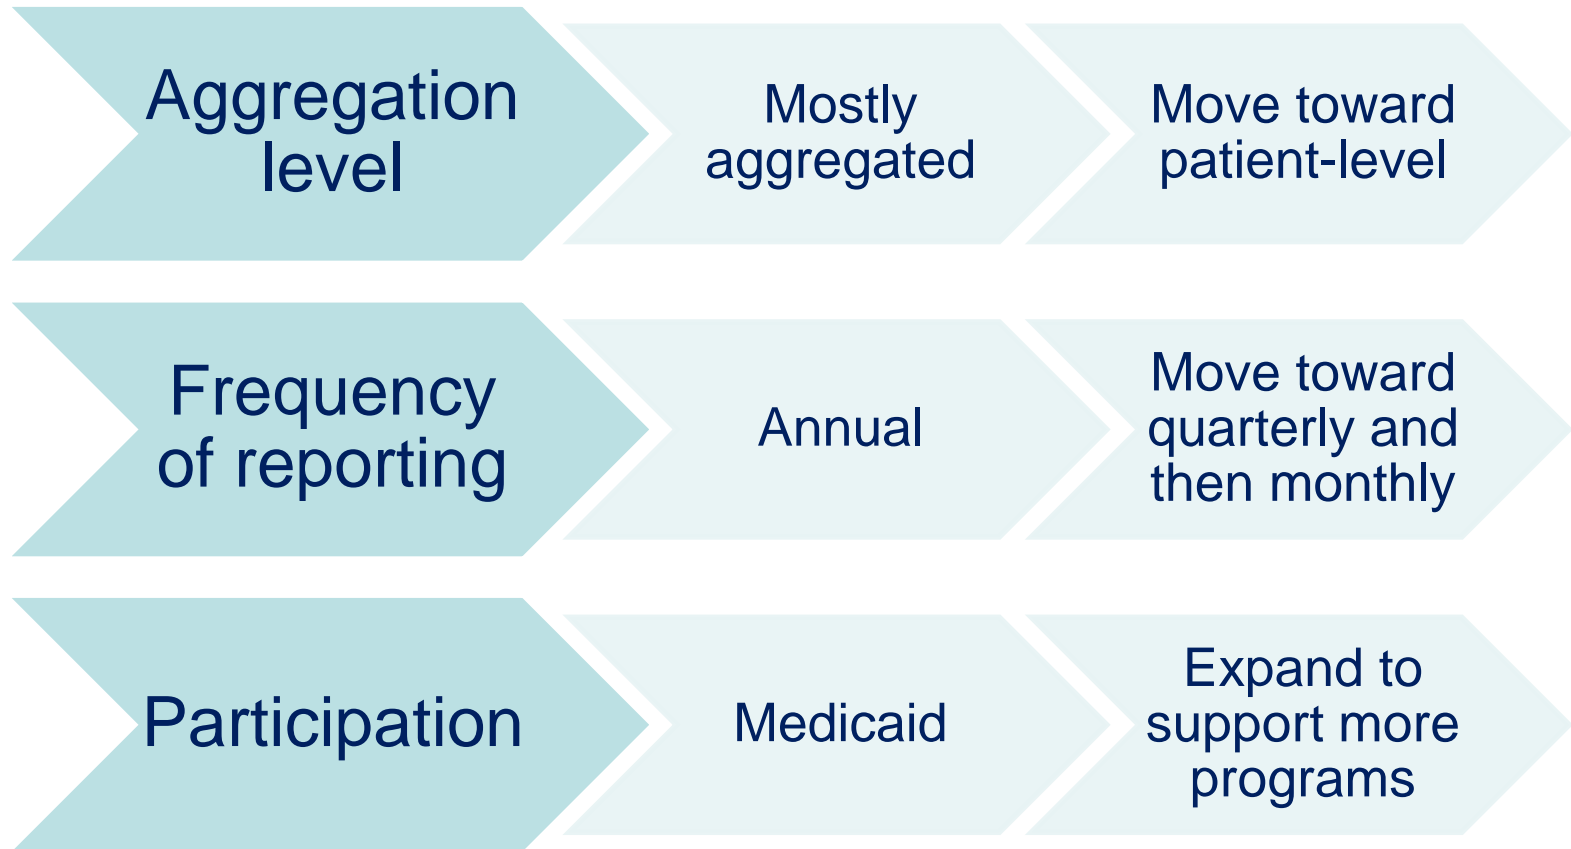 Aggregation
level
Mostly
aggregated
Move toward
patient-level
Frequency
of reporting
Annual
Move toward
quarterly and
then monthly
Participation
Medicaid
Expand to
support more
programs